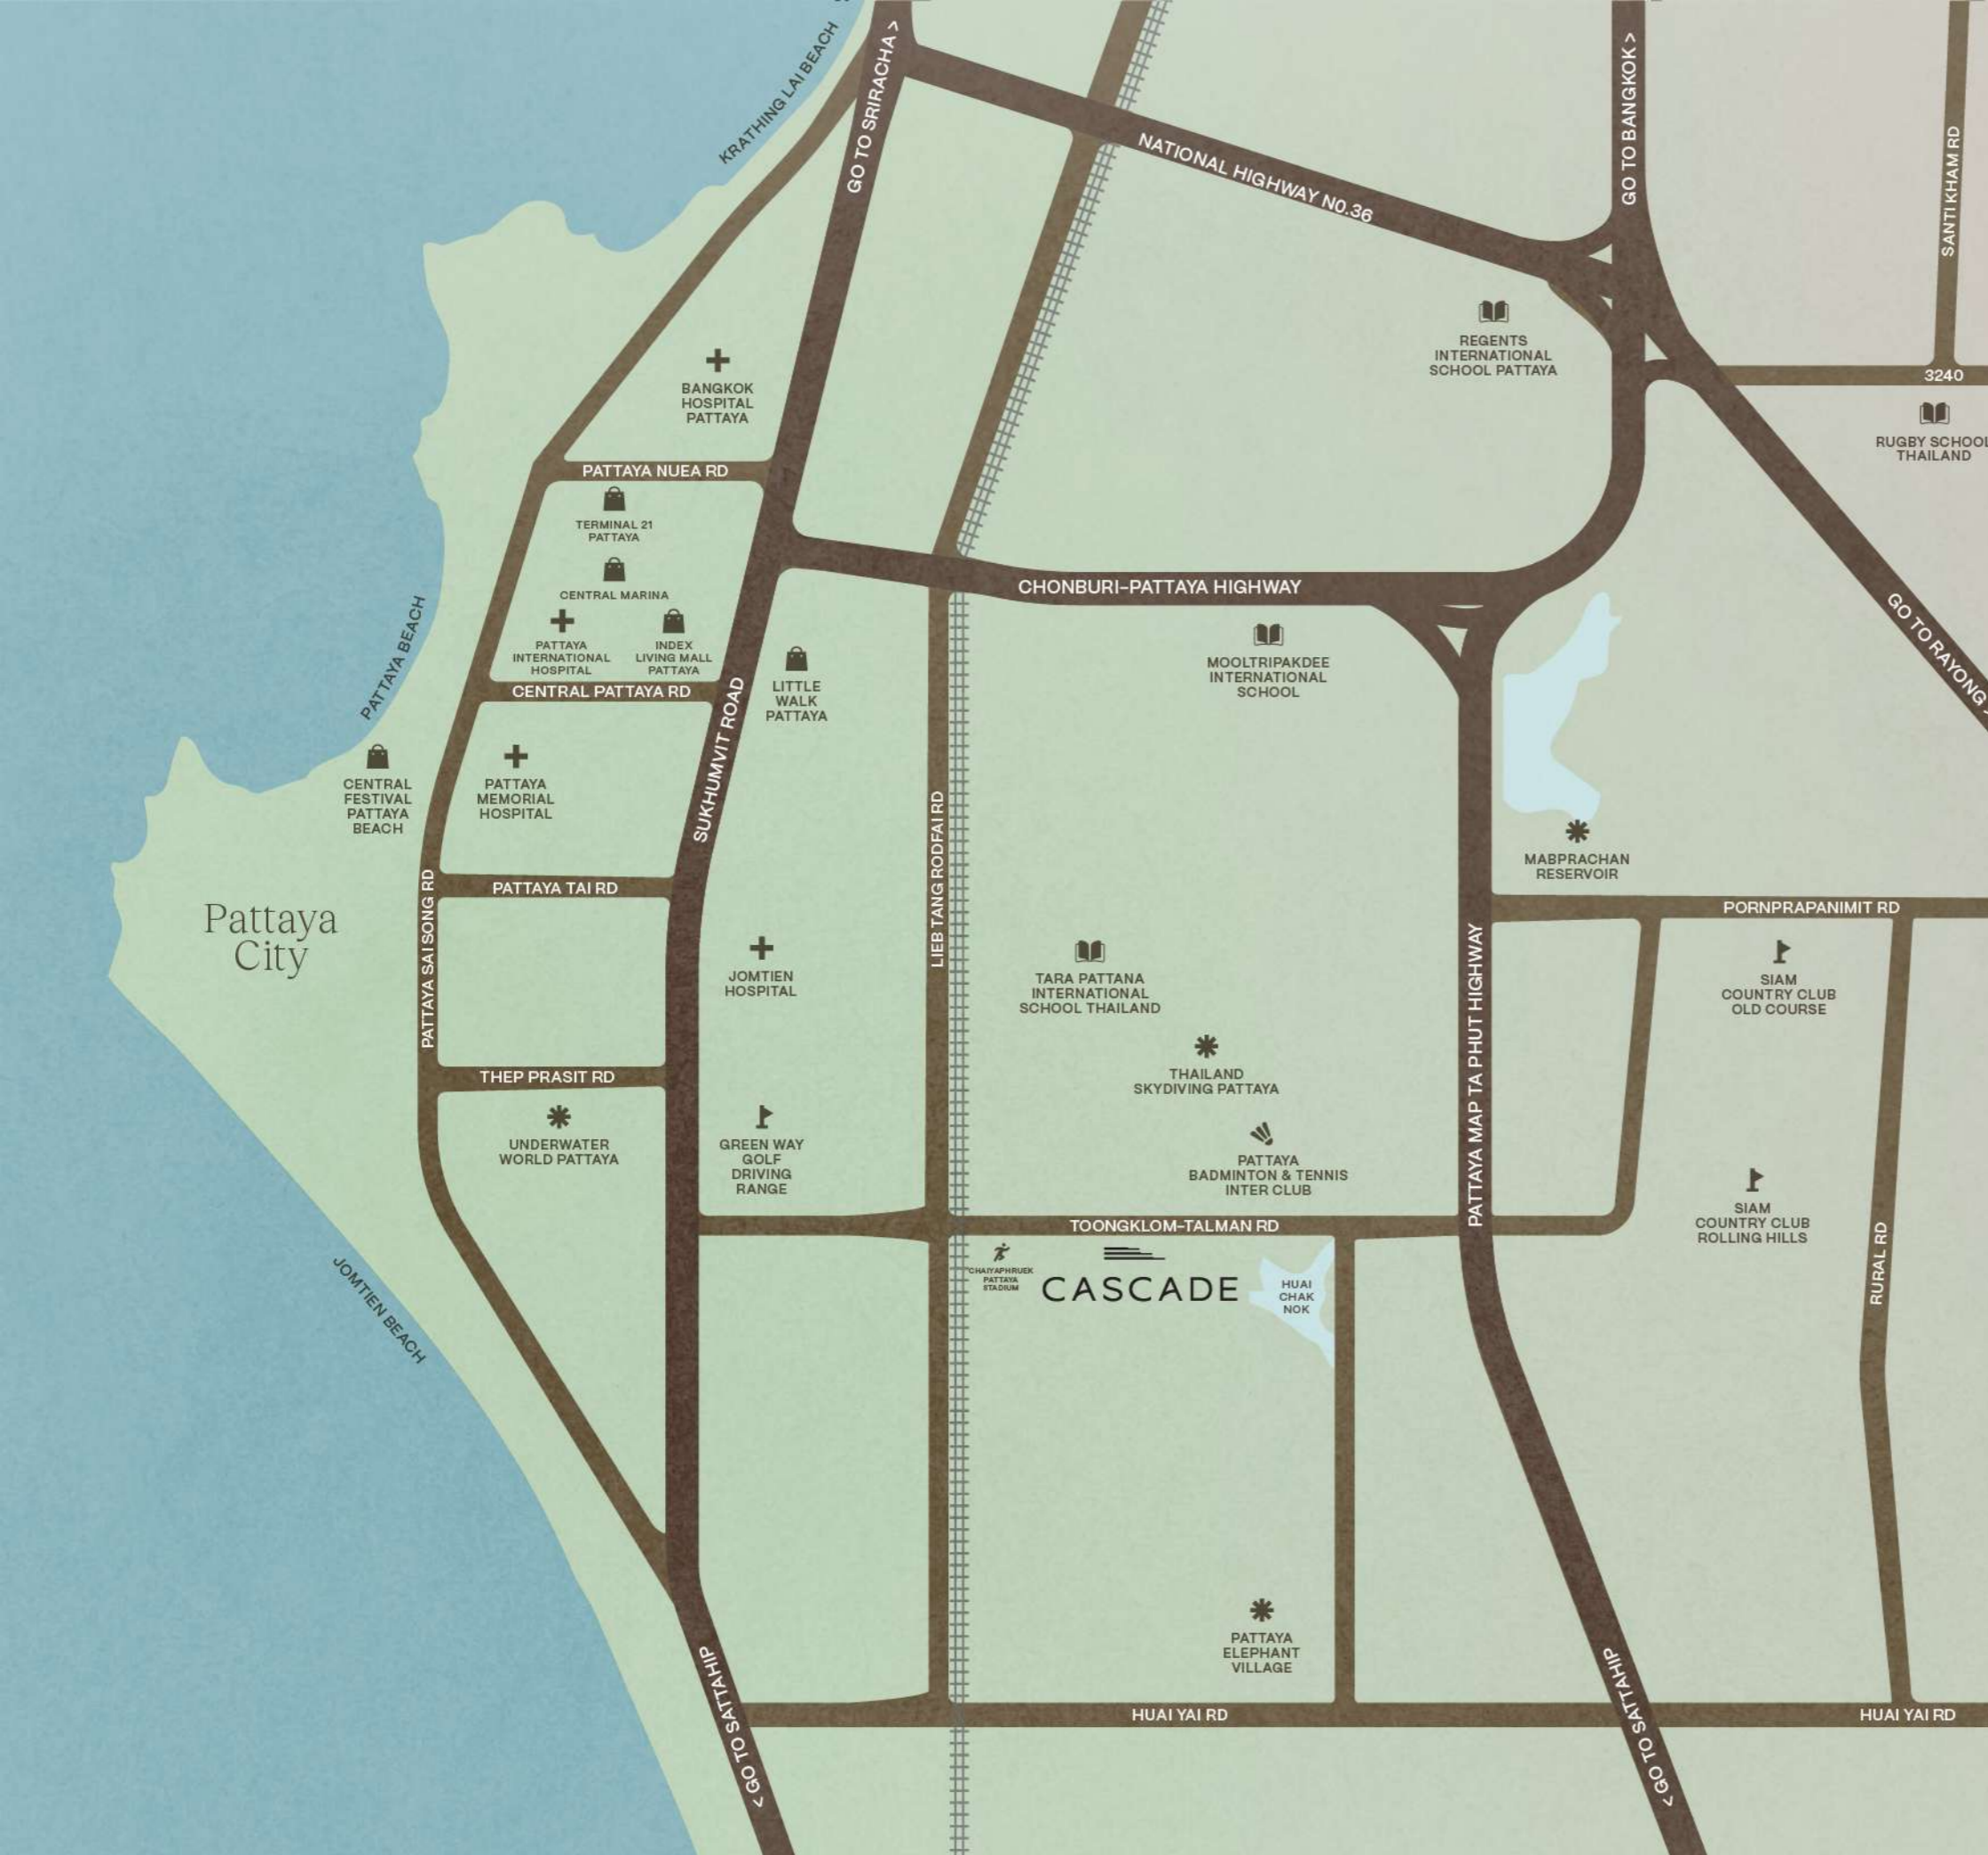 KRATHING LAI BEACH
GO TO SRIRACHA >
NATIONAL HIGHWAY NO.36
GO TO BANGKOK >
SANTI KHAM RD
REGENTS
INTERNATIONAL
SCHOOL PATTAYA
3240
BANGKOK
HOSPITAL
PATTAYA
RUGBY SCHOOL
THAILAND
PATTAYA NUEA RD
TERMINAL 21
PATTAYA
CENTRAL MARINA
CHONBURI-PATTAYA HIGHWAY
GO TO RAYONG
PATTAYA BEACH
PATTAYA
INTERNATIONAL
HOSPITAL
INDEX
LIVING MALL
PATTAYA
CENTRAL PATTAYA RD
SUKHUMVIT ROAD
LITTLE
WALK
PATTAYA
MOOLTRIPAKDEE
INTERNATIONAL
SCHOOL
CENTRAL
FESTIVAL
PATTAYA
BEACH
PATTAYA
MEMORIAL
HOSPITAL
LIEB TANG RODFAI RD
MABPRACHAN
RESERVOIR
PATTAYA TAI RD
PORNPRAPANIMIT RD
Pattaya
City
PATTAYA SAI SONG RD
JOMTIEN
HOSPITAL
TARA PATTANA
INTERNATIONAL
SCHOOL THAILAND
PATTAYA MAP TA PHUT HIGHWAY
SIAM
COUNTRY CLUB
OLD COURSE
THEP PRASIT RD
THAILAND
SKYDIVING PATTAYA
UNDERWATER
WORLD PATTAYA
GREEN WAY
GOLF
DRIVING
RANGE
PATTAYA
BADMINTON & TENNIS
INTER CLUB
SIAM
COUNTRY CLUB
ROLLING HILLS
TOONGKLOM-TALMAN RD
RURAL RD
JOMTIEN BEACH
CHAIYAPHRUEK
PATTAYA
STADIUM
CASCADE
HUAI
CHAK
NOK
PATTAYA
ELEPHANT
VILLAGE
< GO TO SATTAHIP
HUAI YAI RD
< GO TO SATTAHIP
HUAI YAI RD